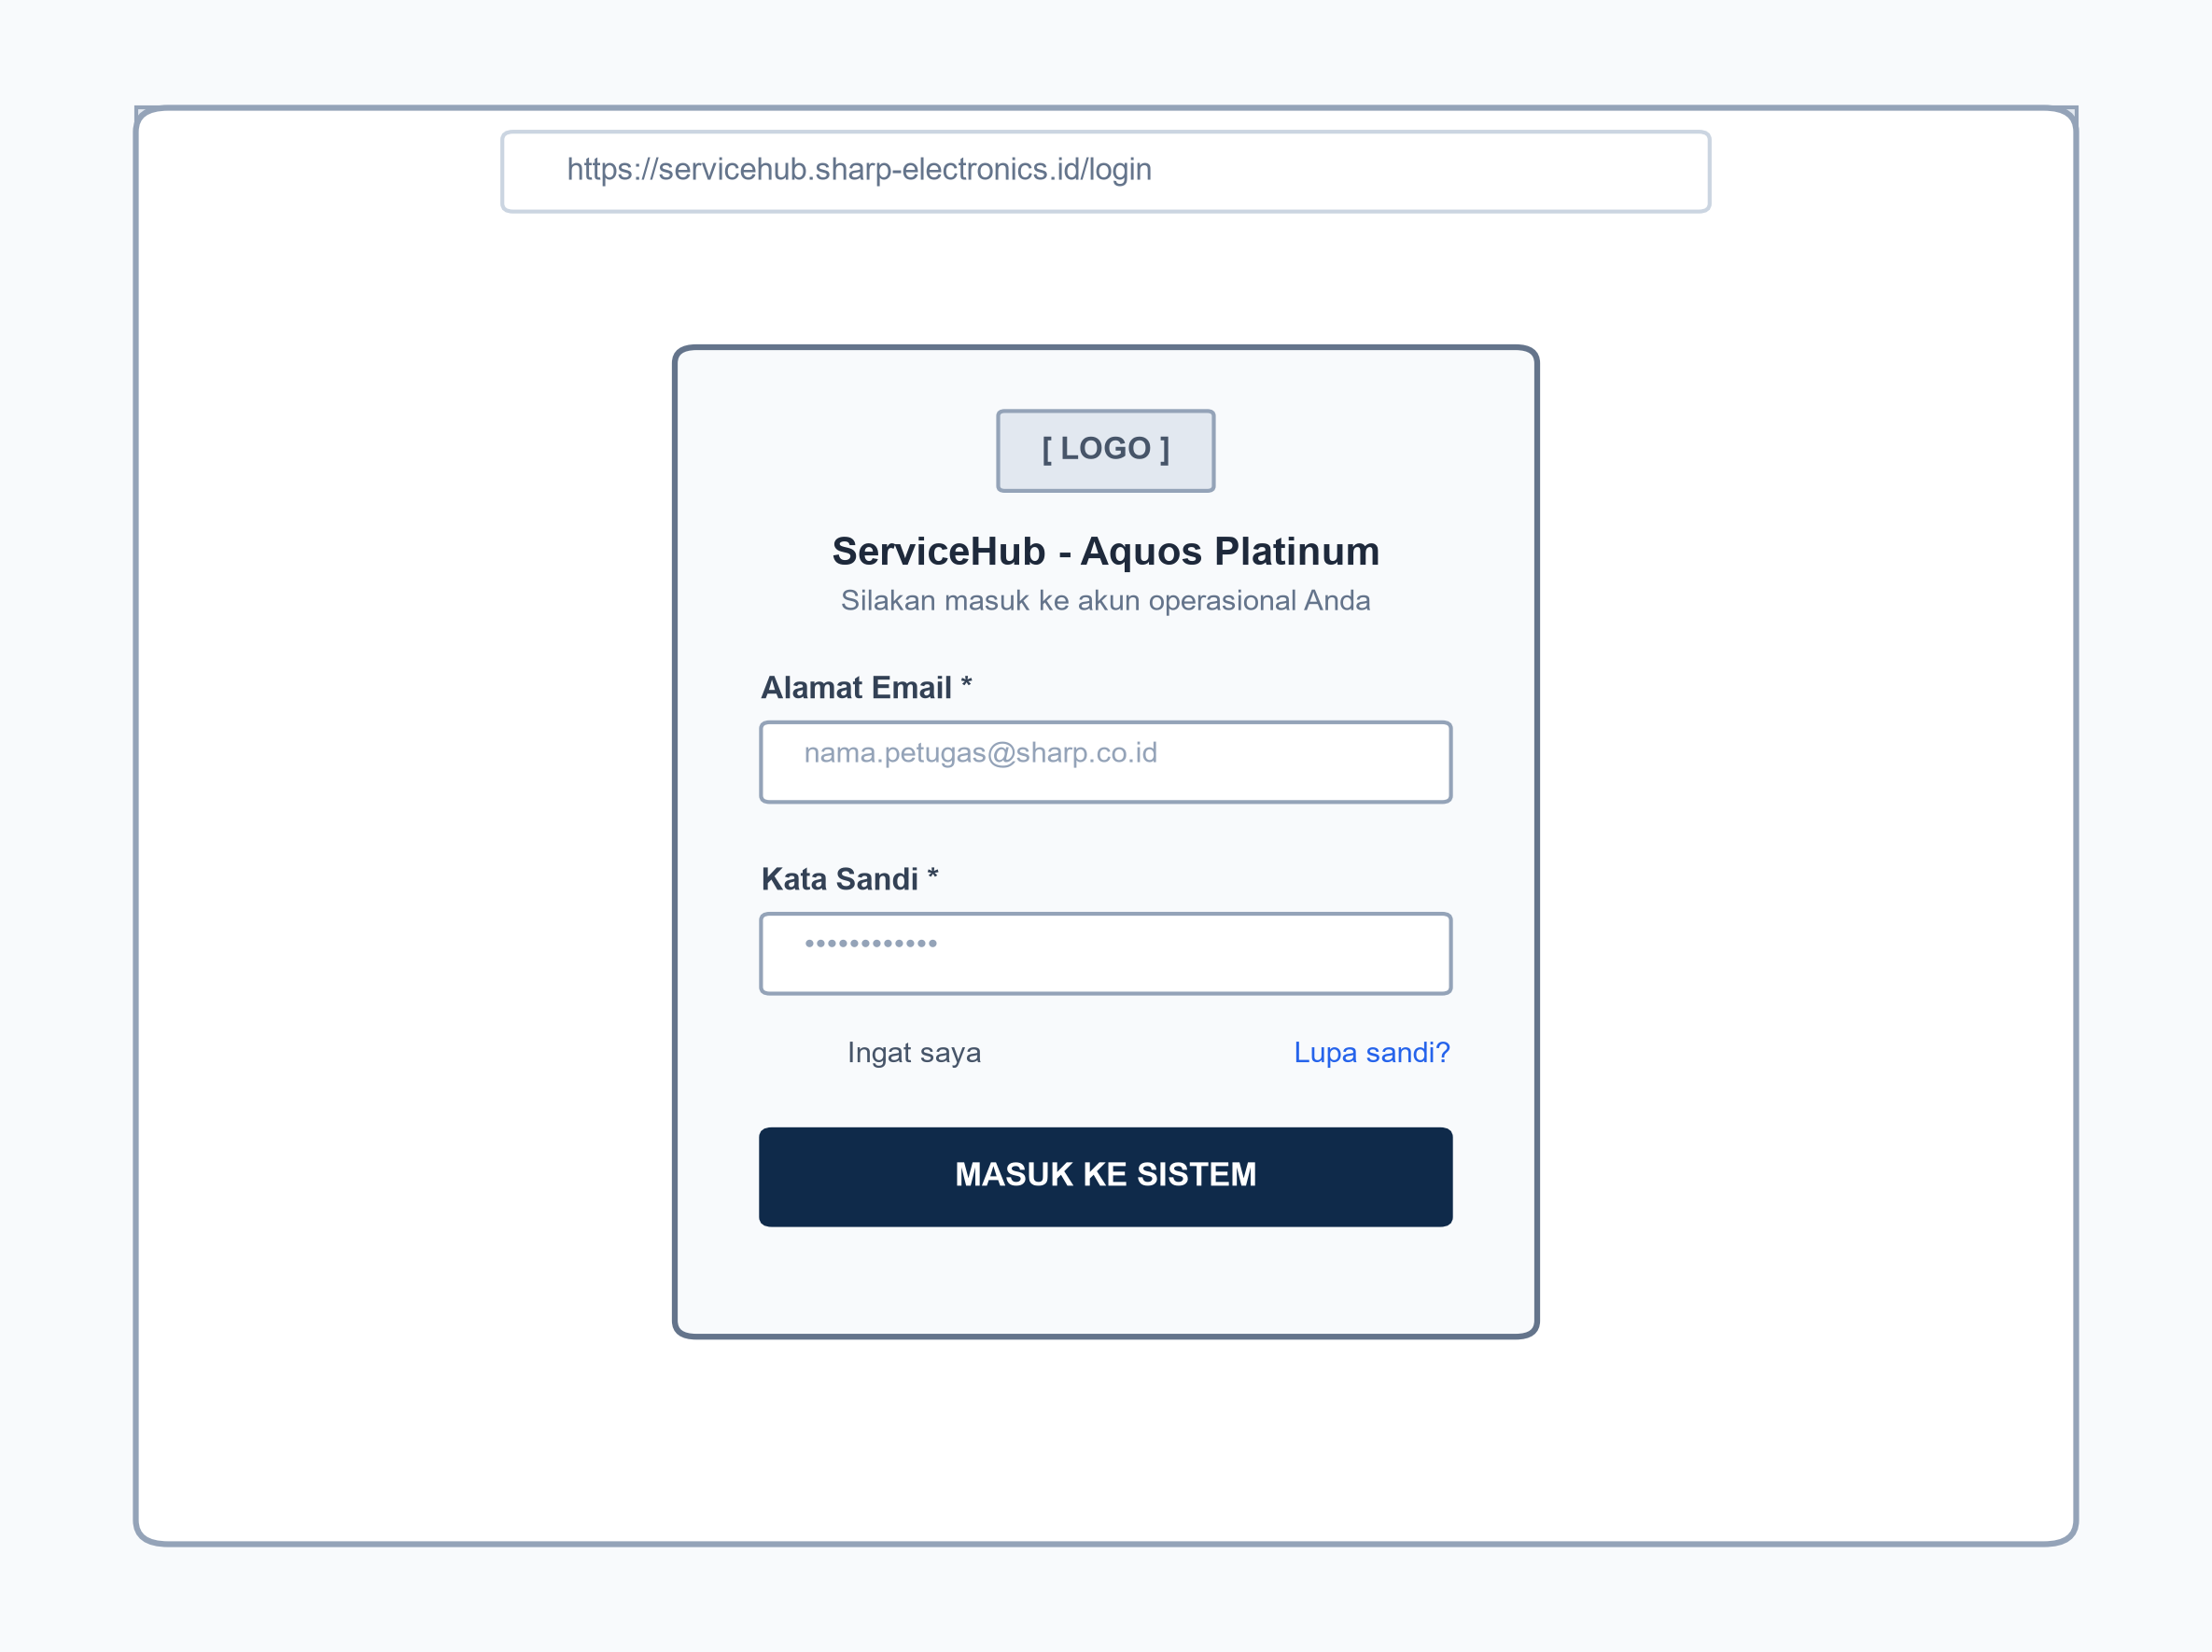 https://servicehub.sharp-electronics.id/login
[ LOGO ]
ServiceHub - Aquos Platinum
Silakan masuk ke akun operasional Anda
Alamat Email *
nama.petugas@sharp.co.id
Kata Sandi *
••••••••••••
Ingat saya
Lupa sandi?
MASUK KE SISTEM